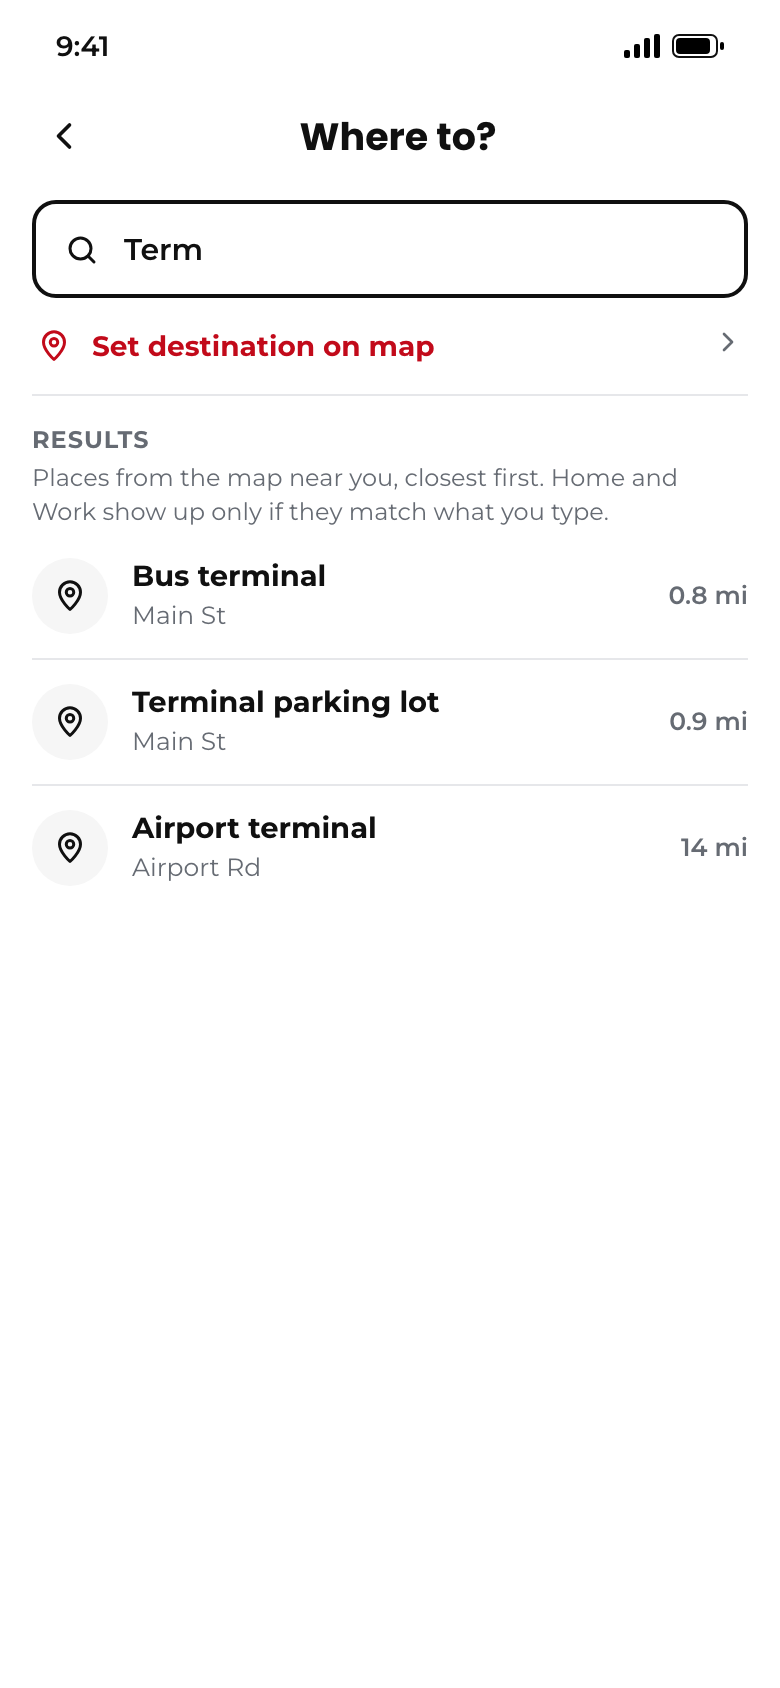 9:41
Where to?
Term
Set destination on map
RESULTS
Places from the map near you, closest first. Home and
Work show up only if they match what you type.
Bus terminal
Main St
0.8 mi
Terminal parking lot
Main St
0.9 mi
Airport terminal
Airport Rd
14 mi